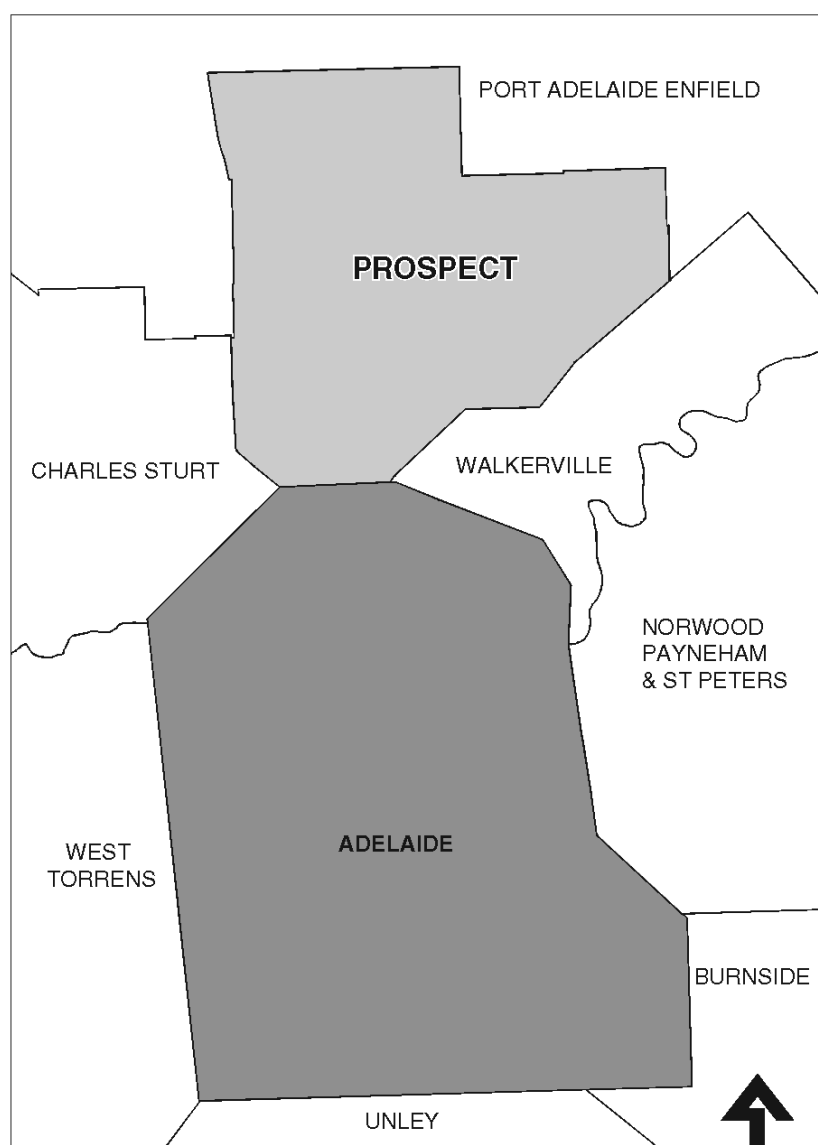 PORT ADELAIDE ENFIELD
PROSPECT
CHARLES STURT
WALKERVILLE
NORWOOD
PAYNEHAM
& ST PETERS
ADELAIDE
WEST
TORRENS
BURNSIDE
UNLEY